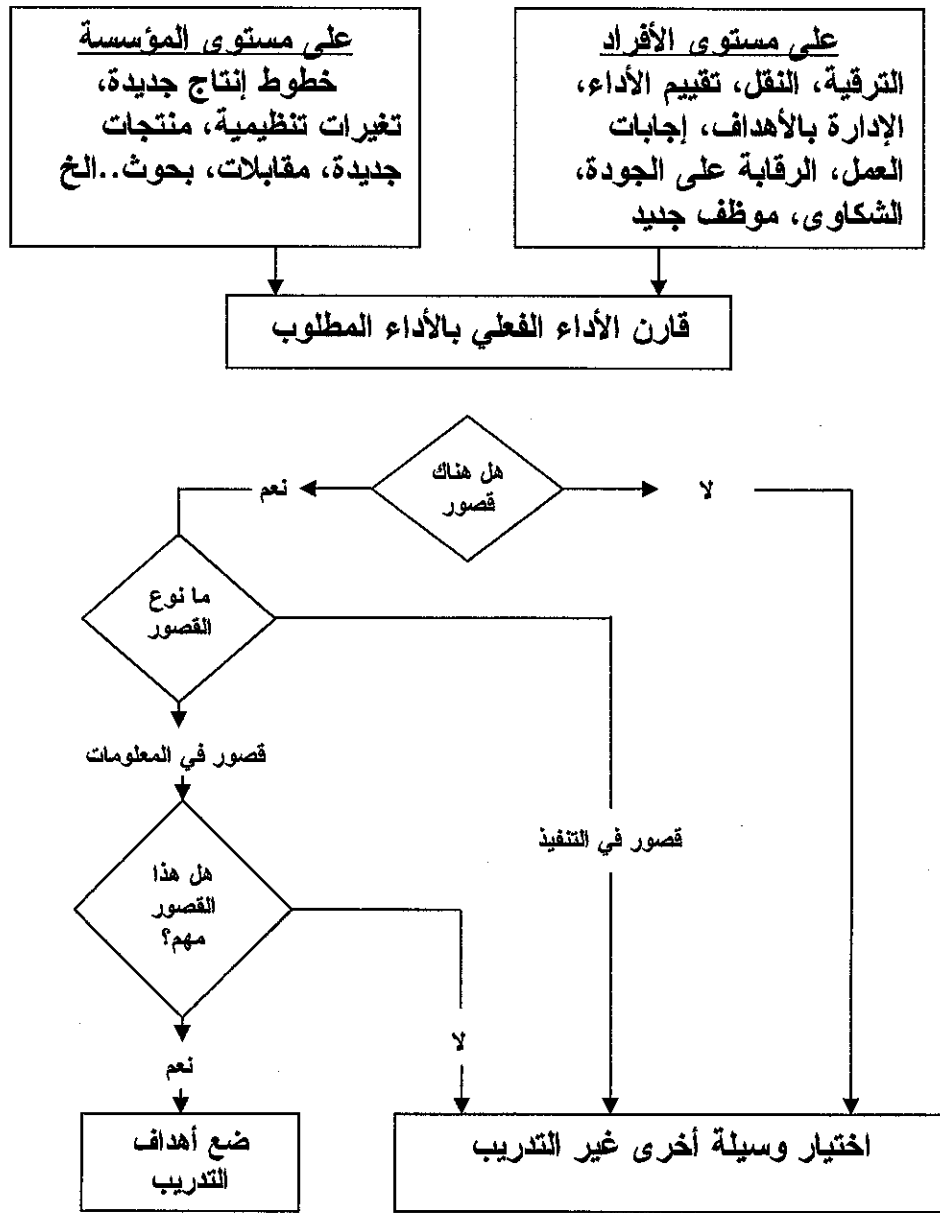 على مستوى الأفراد
الترقية، النقل، تقييم الأداء،
الإدارة بالأهداف، إجابات
العمل، الرقابة على الجودة،
الشكاوى، موظف جديد
على مستوى المؤسسة
خطوط إنتاج جديدة،
تغيرات تنظيمية، منتجات
جديدة، مقابلات، بحوث..الخ
قارن الأداء الفعلي بالأداء المطلوب
هل هناك
قصور
لا
نعم
ما نوع
القصور
قصور في المعلومات
قصور في التنفيذ
هل هذا
القصور
مهم؟
لا
نعم
ضع أهداف
التدريب
اختيار وسيلة أخرى غير التدريب